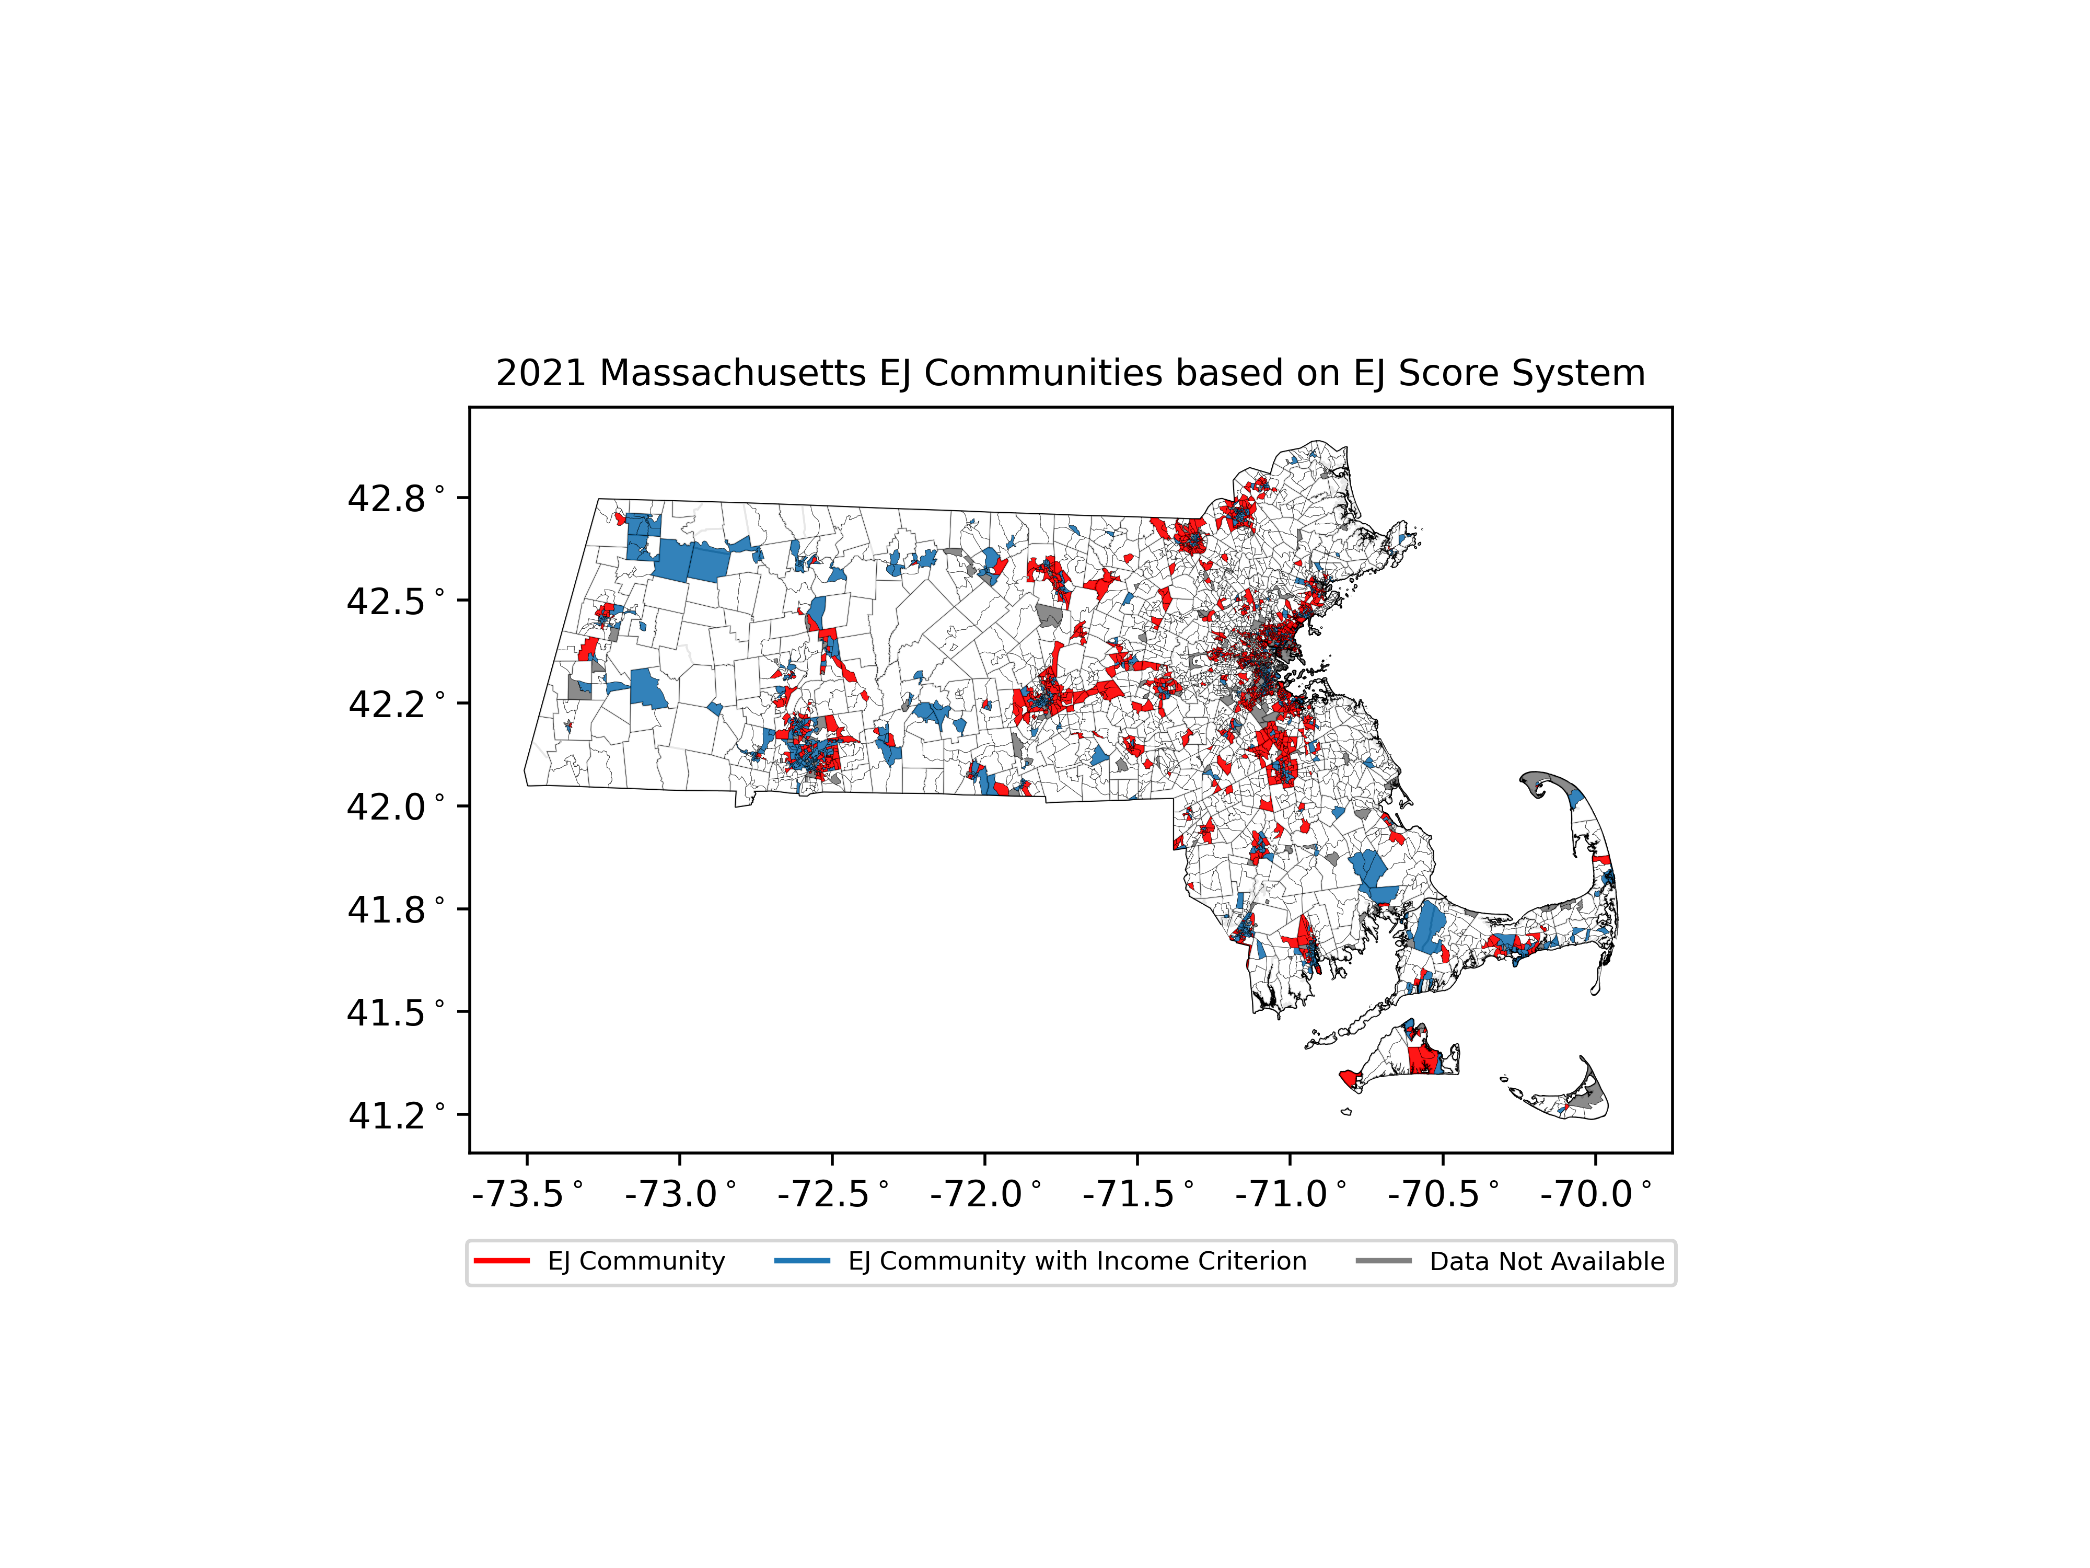 2021 Massachusetts EJ Communities based on EJ Score System
42.8°
42.5°
42.2°
42.0°
41.8°
41.5°
41.2°
-73.5° -73.0° -72.5° -72.0° -71.5° -71.0° -70.5° -70.0°
EJ Community EJ Community with Income Criterion Data Not Available